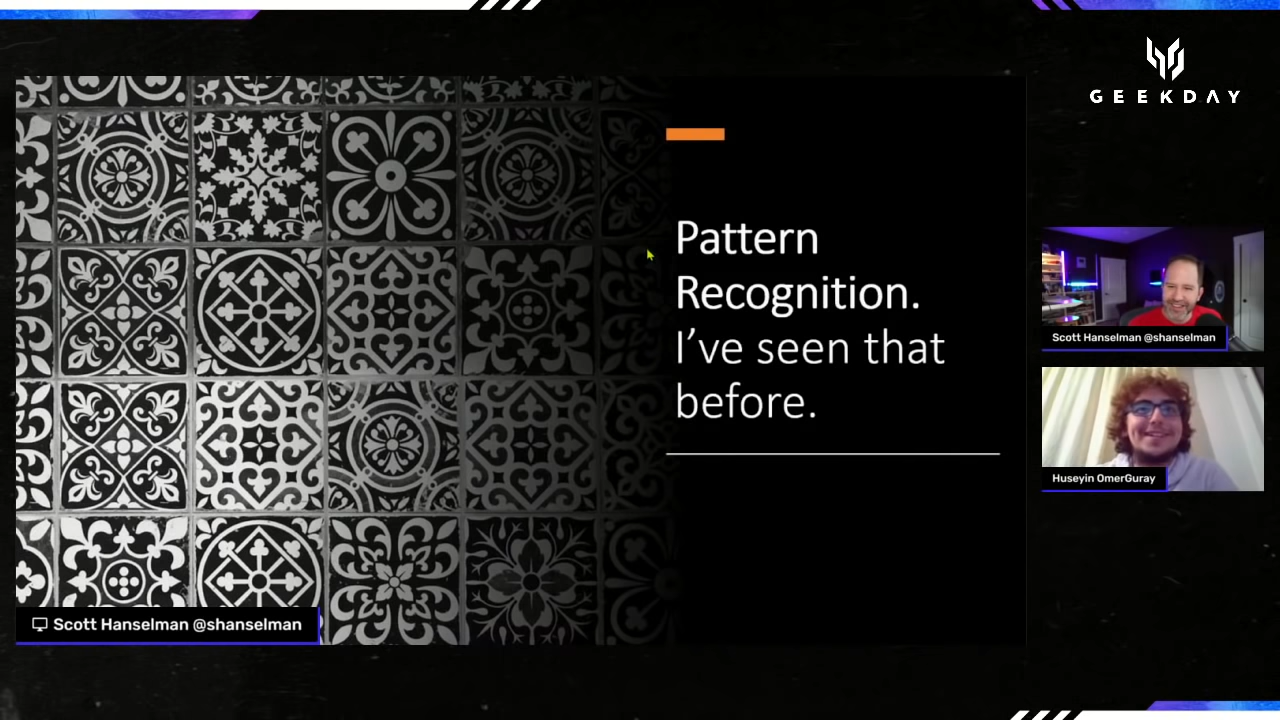 GEEKDAY
Pattern
Recognition.
I've seen that
before.
Scott Hanselman @shanselman
Huseyin OmerGuray
Scott Hanselman @shanselman